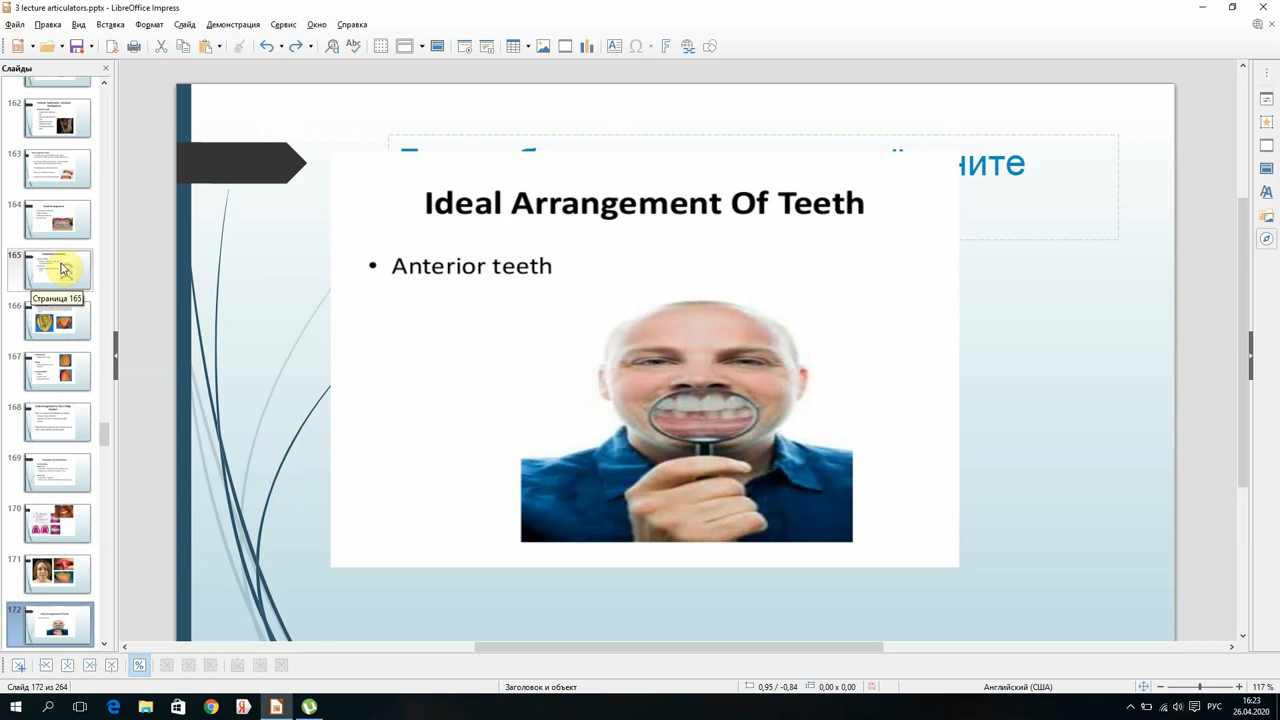 3 lecture articulators.pptx - LibreOffice Impress
Файл Правка Вид Вставка Формат Слайд Демонстрация Сервис Окно Справка
Слайды
162
163
164
165
Страница 165
166
167
168
169
170
171
172
ните
Ideal Arrangement Of Teeth
• Anterior teeth
Слайд 172 из 264
Заголовок и объект
0,95 / -0,84
0,00 x 0,00
Английский (США)
117 %
РУС
16:23
26.04.2020